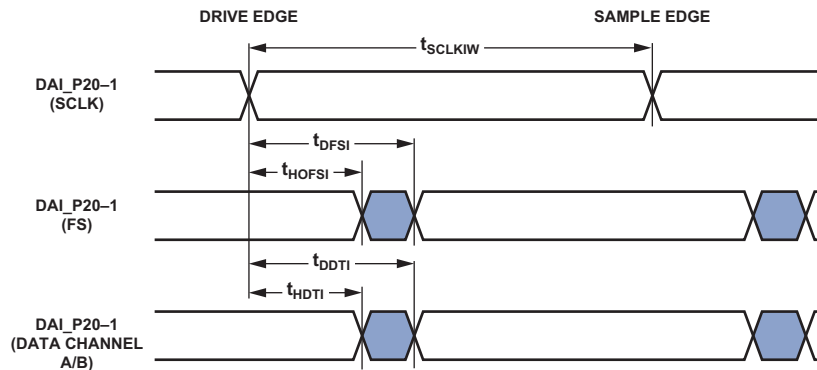 DRIVE EDGE
SAMPLE EDGE
tSCLKIW
DAI_P20–1
(SCLK)
tDFSI
tHOFSI
DAI_P20–1
(FS)
tDDTI
tHDTI
DAI_P20–1
(DATA CHANNEL
A/B)